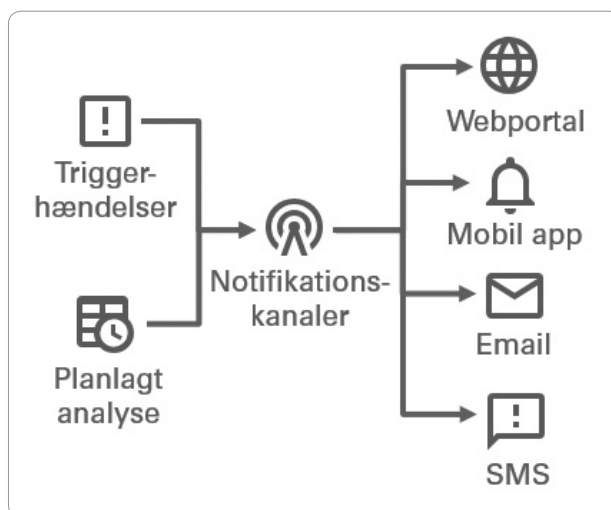 Trigger-
hændelser
Planlagt
analyse
Notifikations-
kanaler
Webportal
Mobil app
Email
SMS